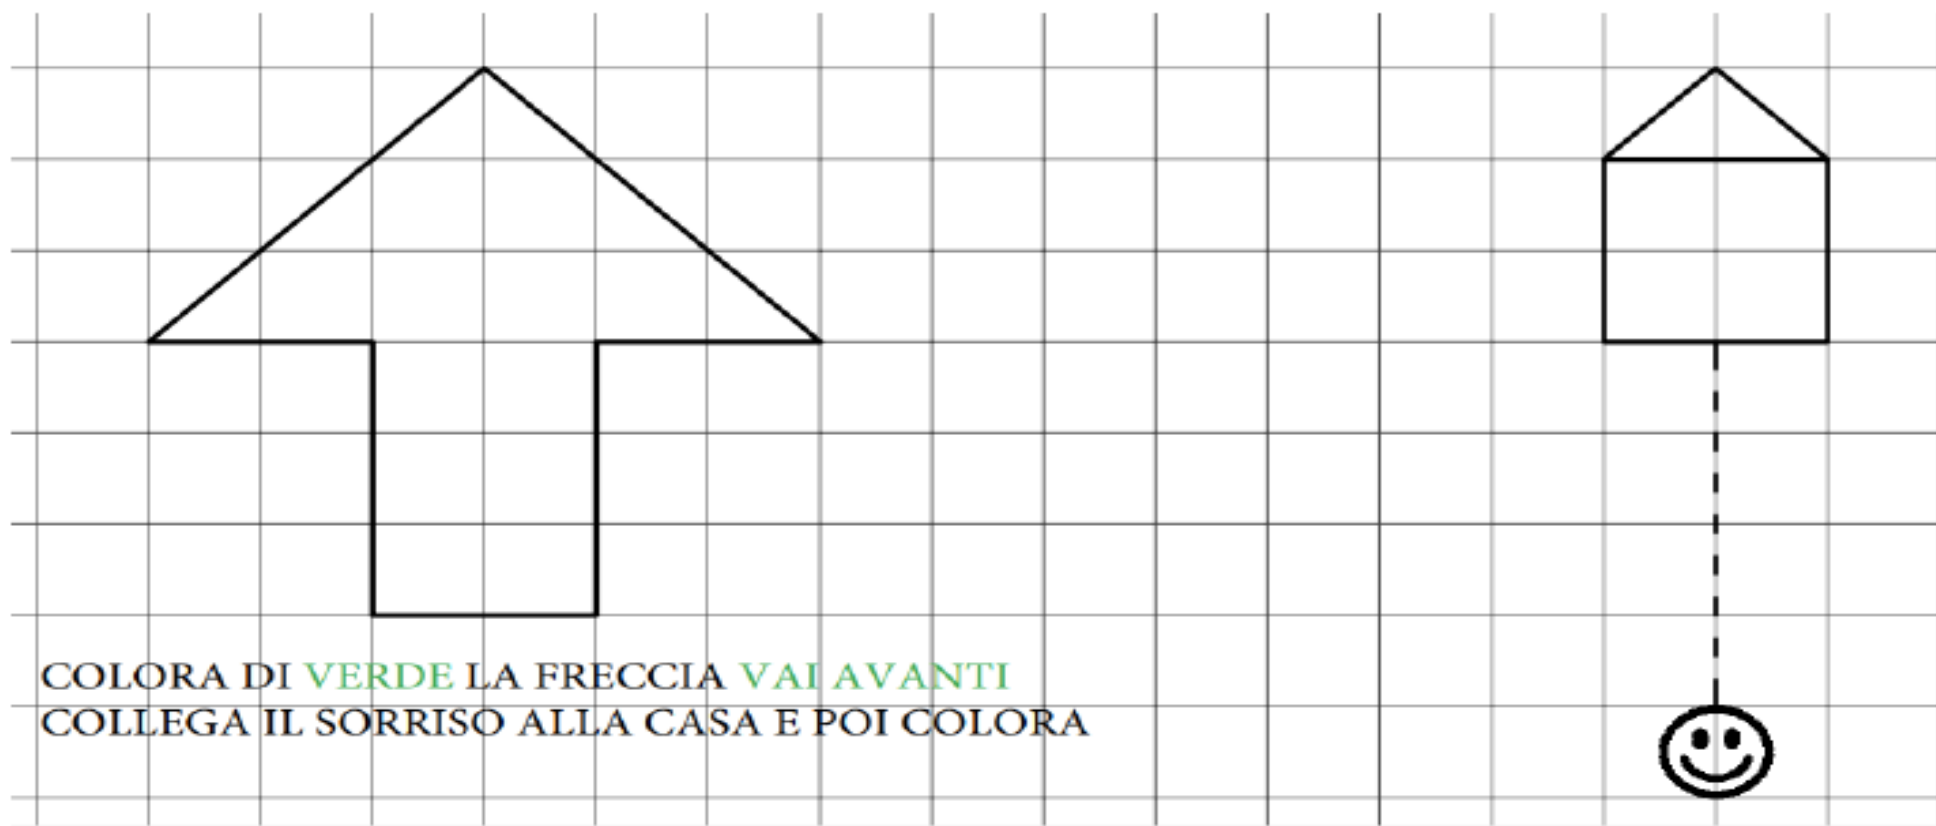 COLORA DI VERDE LA FRECCIA VAI AVANTI
COLLEGA IL SORRISO ALLA CASA E POI COLORA